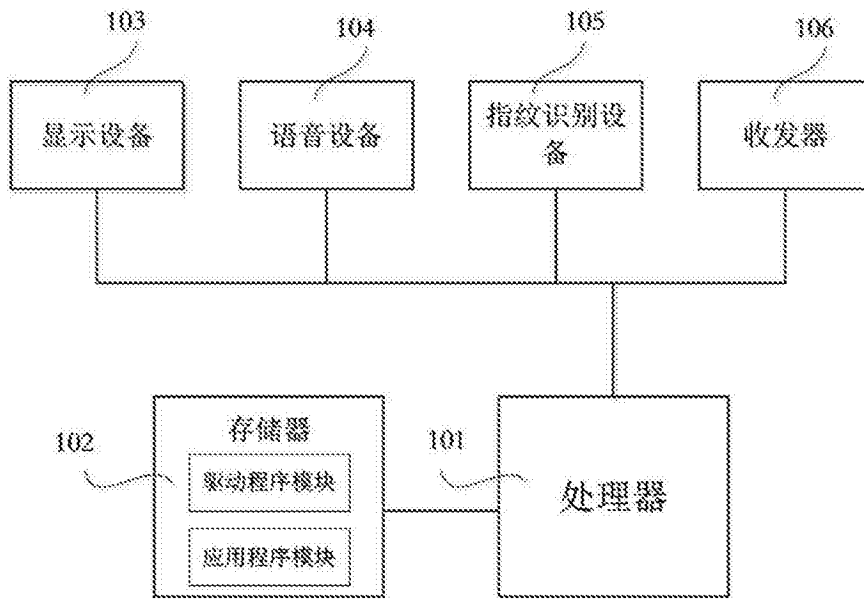 103
104
105
106
显示设备
语音设备
指纹识别设
备
收发器
102
存储器
驱动程序模块
应用程序模块
101
处理器